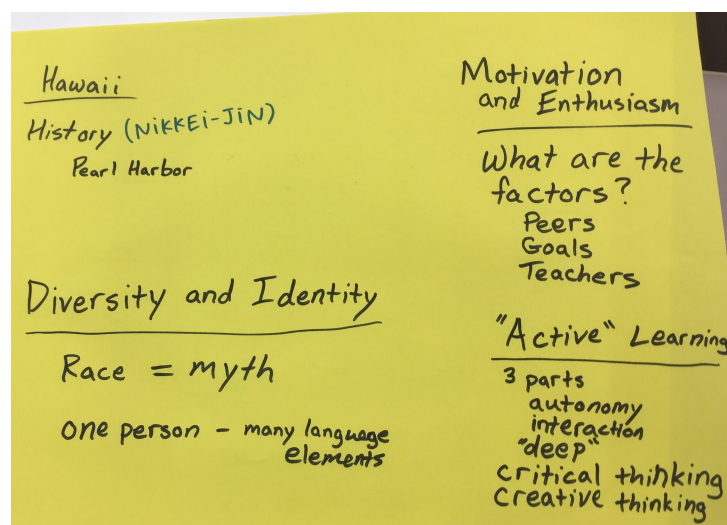 Hawaii
History (NiKKEi-JiN)
Pearl Harbor
Diversity and Identity
Race = myth
one person - many language
elements
Motivation
and Enthusiasm
What are the
factors?
Peers
Goals
Teachers
"Active" Learning
3 parts
autonomy
interaction
"deep"
critical thinking
creative thinking